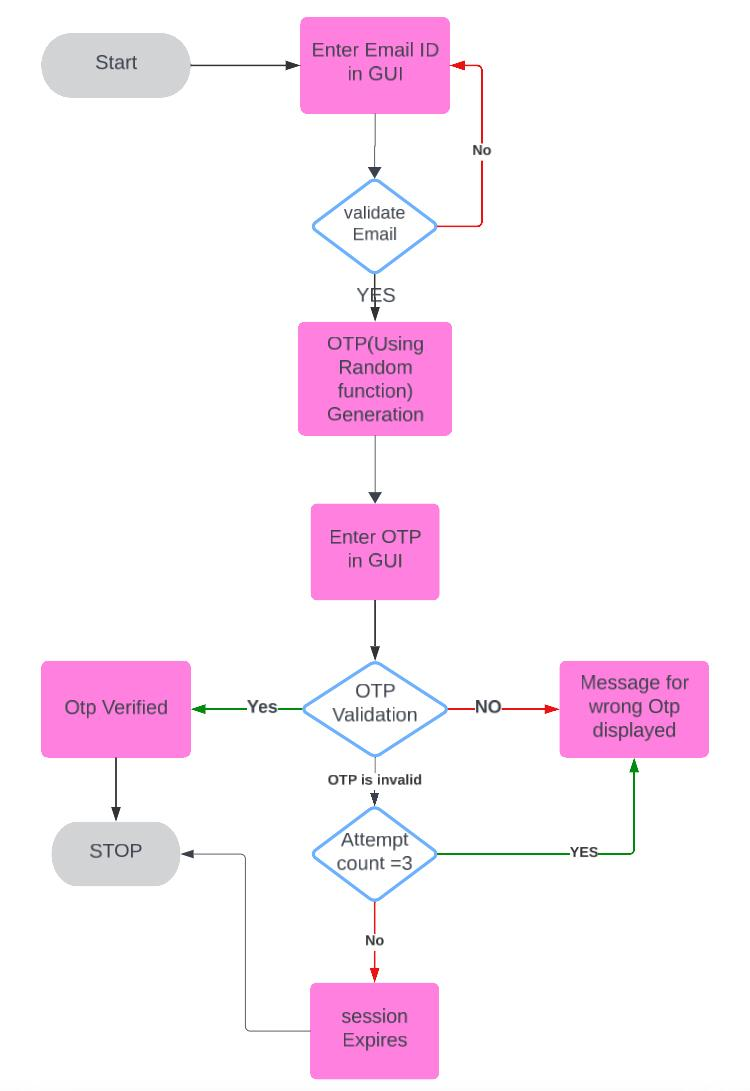 Start
Enter Email ID
in GUI
No
validate
Email
YES
OTP(Using
Random
function)
Generation
Enter OTP
in GUI
Otp Verified
Yes
OTP
Validation
NO
Message for
wrong Otp
displayed
OTP is invalid
STOP
Attempt
count =3
YES
No
session
Expires